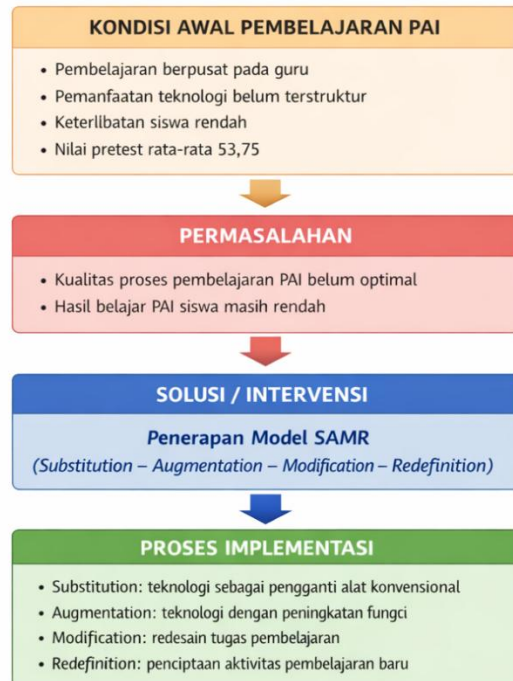 KONDISI AWAL PEMBELAJARAN PAI
• Pembelajaran berpusat pada guru
• Pemanfaatan teknologi belum terstruktur
• Keterlibatan siswa rendah
• Nilai pretest rata-rata 53,75
PERMASALAHAN
• Kualitas proses pembelajaran PAI belum optimal
• Hasil belajar PAI siswa masih rendah
SOLUSI / INTERVENSI
Penerapan Model SAMR
(Substitution – Augmentation – Modification – Redefinition)
PROSES IMPLEMENTASI
• Substitution: teknologi sebagai pengganti alat konvensional
• Augmentation: teknologi dengan peningkatan fungci
• Modification: redesain tugas pembelajaran
• Redefinition: penciptaan aktivitas pembelajaran baru